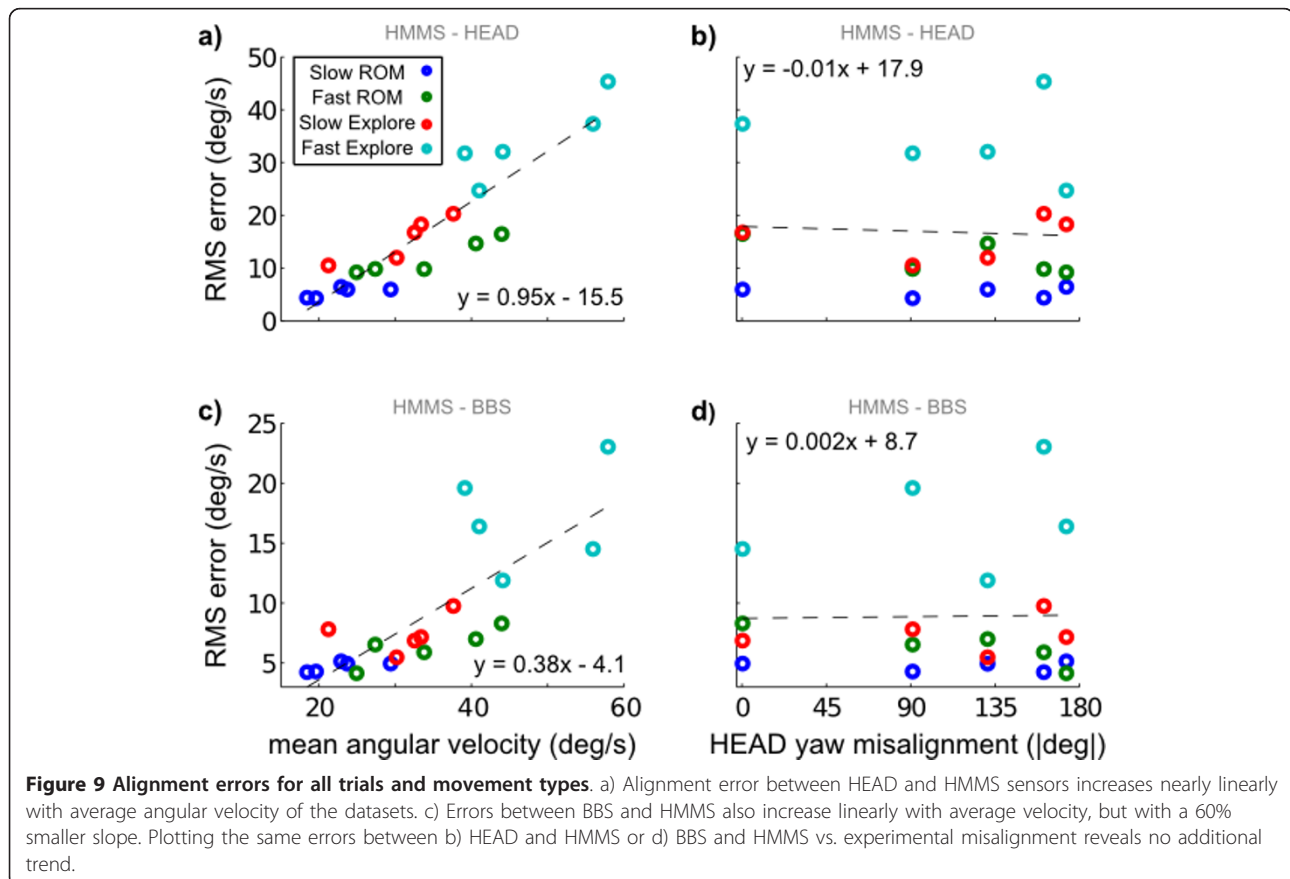 a)
HMMS - HEAD
Slow ROM
Fast ROM
Slow Explore
Fast Explore
RMS error (deg/s)
50
40
30
20
10
0
y = 0.95x - 15.5
b)
HMMS - HEAD
y = -0.01x + 17.9
c)
HMMS - BBS
RMS error (deg/s)
25
20
15
10
5
y = 0.38x - 4.1
20 40 60
mean angular velocity (deg/s)
d)
HMMS - BBS
y = 0.002x + 8.7
0 45 90 135 180
HEAD yaw misalignment (|deg|)
Figure 9 Alignment errors for all trials and movement types. a) Alignment error between HEAD and HMMS sensors increases nearly linearly
with average angular velocity of the datasets. c) Errors between BBS and HMMS also increase linearly with average velocity, but with a 60%
smaller slope. Plotting the same errors between b) HEAD and HMMS or d) BBS and HMMS vs. experimental misalignment reveals no additional
trend.